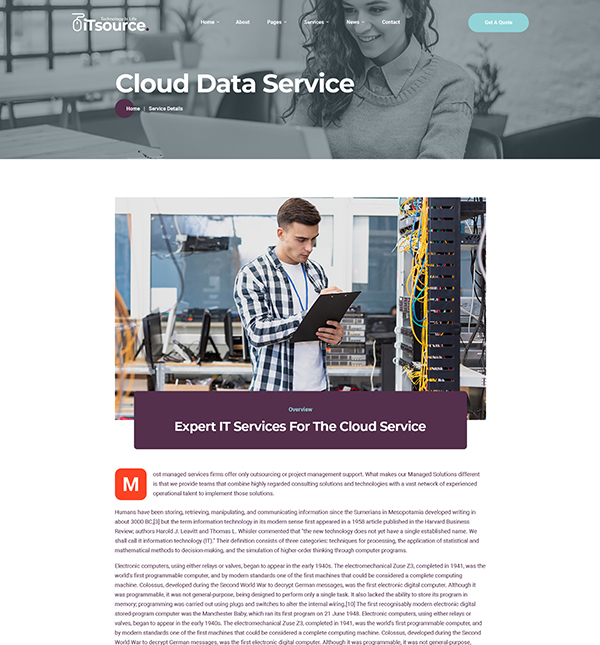 Technology Is Life
iTsource.
Home
About
Pages
Services
News
Contact
Get A Quote
Cloud Data Service
Home | Service Details
Overview
Expert IT Services For The Cloud Service
M
ost managed services firms offer only outsourcing or project management support. What makes our Managed Solutions different
is that we provide teams that combine highly regarded consulting solutions and technologies with a vast network of experienced
operational talent to implement those solutions.
Humans have been storing, retrieving, manipulating, and communicating information since the Sumerians in Mesopotamia developed writing in
about 3000 BC,[3] but the term information technology in its modern sense first appeared in a 1958 article published in the Harvard Business
Review; authors Harold J. Leavitt and Thomas L. Whisler commented that "the new technology does not yet have a single established name. We
shall call it information technology (IT)." Their definition consists of three categories: techniques for processing, the application of statistical and
mathematical methods to decision-making, and the simulation of higher-order thinking through computer programs.
Electronic computers, using either relays or valves, began to appear in the early 1940s. The electromechanical Zuse Z3, completed in 1941, was the
world's first programmable computer, and by modern standards one of the first machines that could be considered a complete computing
machine. Colossus, developed during the Second World War to decrypt German messages, was the first electronic digital computer. Although it
was programmable, it was not general-purpose, being designed to perform only a single task. It also lacked the ability to store its program in
memory; programming was carried out using plugs and switches to alter the internal wiring.[10] The first recognisably modern electronic digital
stored-program computer was the Manchester Baby, which ran its first program on 21 June 1948. Electronic computers, using either relays or
valves, began to appear in the early 1940s. The electromechanical Zuse Z3, completed in 1941, was the world's first programmable computer, and
by modern standards one of the first machines that could be considered a complete computing machine. Colossus, developed during the Second
World War to decrypt German messages, was the first electronic digital computer. Although it was programmable, it was not general-purpose,